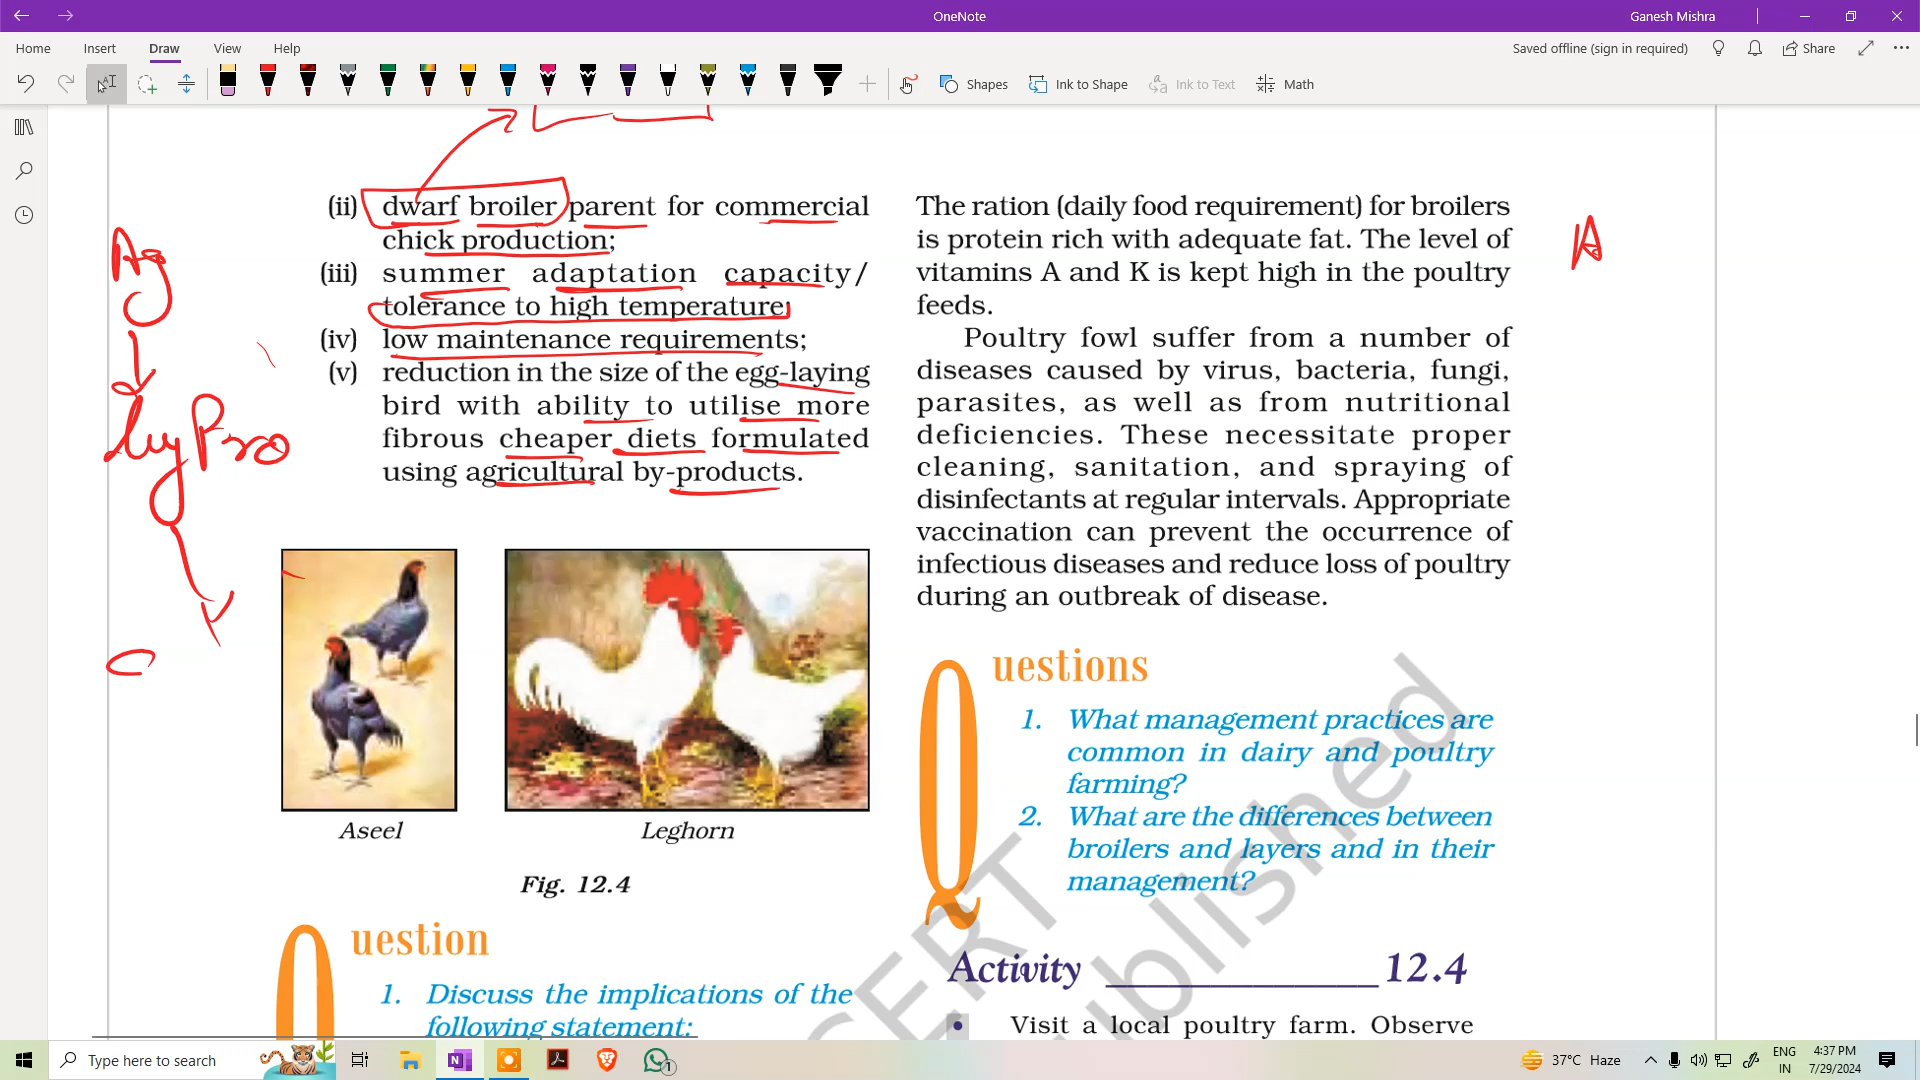 OneNote
Ganesh Mishra
Home Insert Draw View Help
Saved offline (sign in required)
Share
Shapes
Ink to Shape
Ink to Text
Math
(ii) dwarf broiler parent for commercial
chick production;
(iii) summer adaptation capacity/
tolerance to high temperature;
(iv) low maintenance requirements;
(v) reduction in the size of the egg-laying
bird with ability to utilise more
fibrous cheaper diets formulated
using agricultural by-products.
Ag
by Pro
Aseel
Leghorn
Fig. 12.4
Question
1. Discuss the implications of the
following statement:
The ration (daily food requirement) for broilers
is protein rich with adequate fat. The level of
vitamins A and K is kept high in the poultry
feeds.
A
Poultry fowl suffer from a number of
diseases caused by virus, bacteria, fungi,
parasites, as well as from nutritional
deficiencies. These necessitate proper
cleaning, sanitation, and spraying of
disinfectants at regular intervals. Appropriate
vaccination can prevent the occurrence of
infectious diseases and reduce loss of poultry
during an outbreak of disease.
Questions
1. What management practices are
common in dairy and poultry
farming?
2. What are the differences between
broilers and layers and in their
management?
Activity 12.4
• Visit a local poultry farm. Observe
Type here to search
37°C Haze
ENG
IN
4:37 PM
7/29/2024